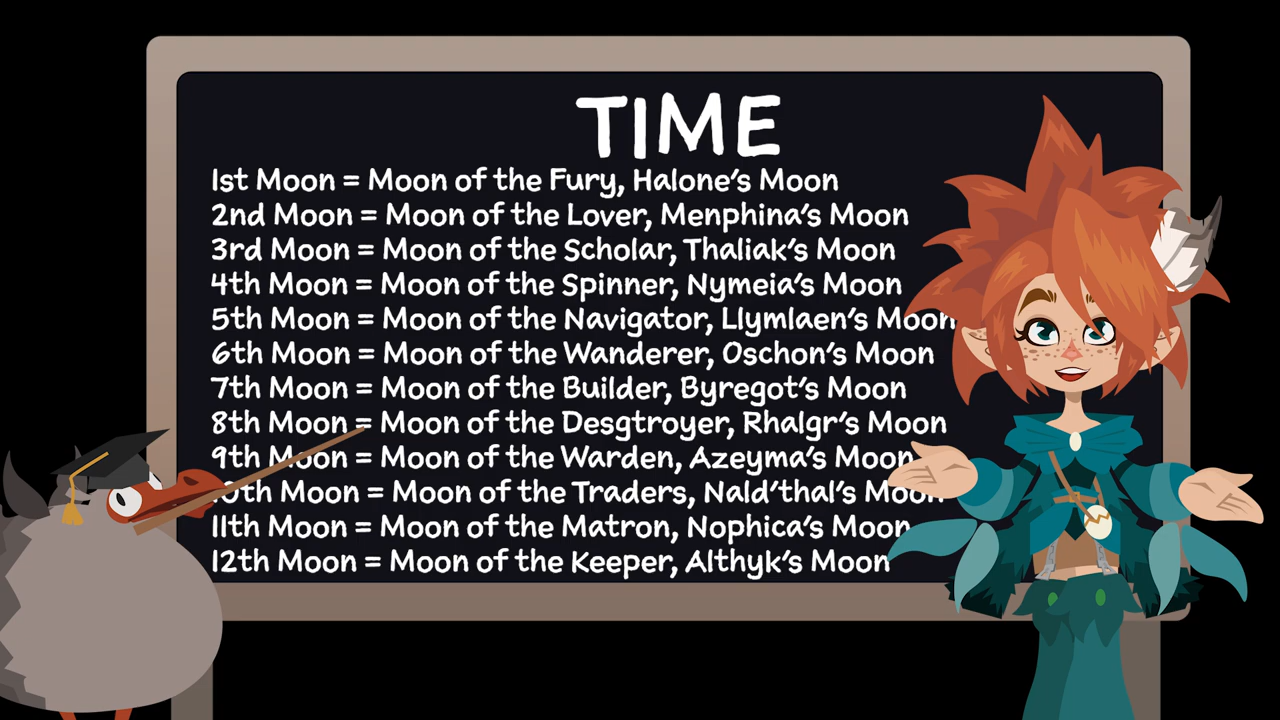 TIME
1st Moon = Moon of the Fury, Halone's Moon
2nd Moon = Moon of the Lover, Menphina's Moon
3rd Moon = Moon of the Scholar, Thaliak's Moon
4th Moon = Moon of the Spinner, Nymeia's Moon
5th Moon = Moon of the Navigator, Llymlaen's Moon
6th Moon = Moon of the Wanderer, Oschon's Moon
7th Moon = Moon of the Builder, Byregot's Moon
8th Moon = Moon of the Desgtroyer, Rhalgr's Moon
9th Moon = Moon of the Warden, Azeyma's Moon
10th Moon = Moon of the Traders, Nald'thal's Moon
11th Moon = Moon of the Matron, Nophica's Moon
12th Moon = Moon of the Keeper, Althyk's Moon